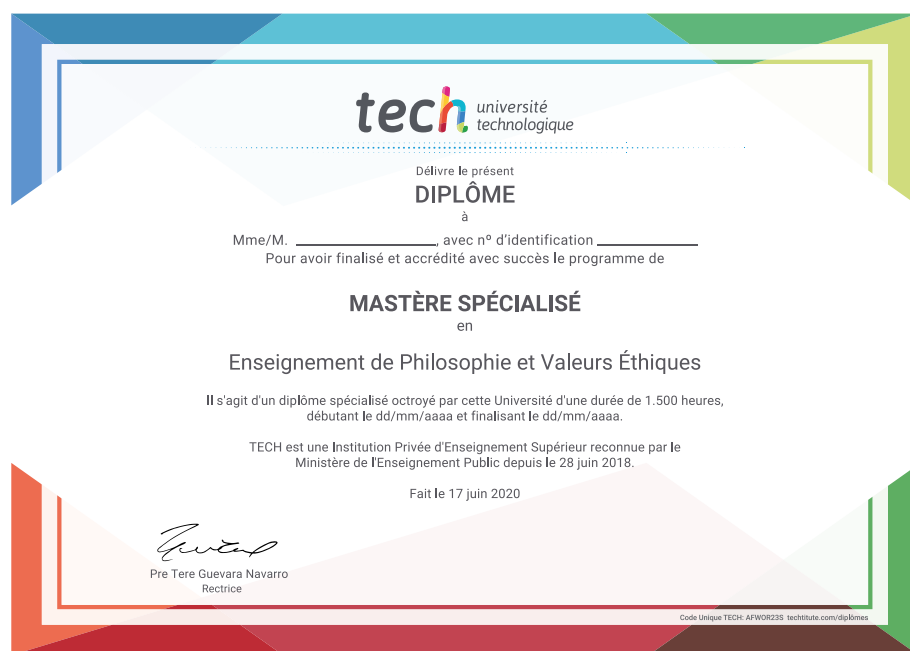 tech université
technologique
Délivre le présent
DIPLÔME
à
Mme/M. ____________________, avec nº d'identification ______________
Pour avoir finalisé et accrédité avec succès le programme de
MASTÈRE SPÉCIALISÉ
en
Enseignement de Philosophie et Valeurs Éthiques
Il s'agit d'un diplôme spécialisé octroyé par cette Université d'une durée de 1.500 heures,
débutant le dd/mm/aaaa et finalisant le dd/mm/aaaa.
TECH est une Institution Privée d'Enseignement Supérieur reconnue par le
Ministère de l'Enseignement Public depuis le 28 juin 2018.
Fait le 17 juin 2020
Pre Tere Guevara Navarro
Rectrice
Code Unique TECH: AFWOR23S techtitute.com/diplômes